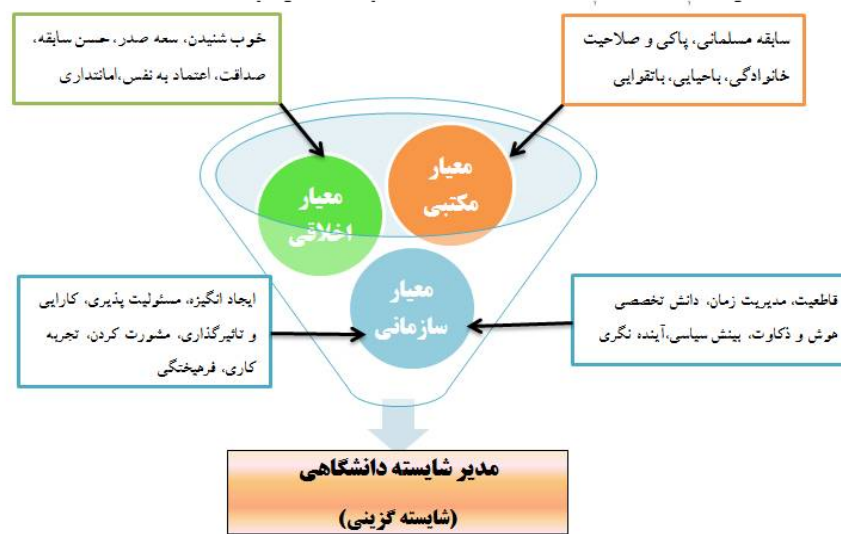 سابقه مسلمانی، پاکی و صلاحیت
خانوادگی، باحیایی، باتقوایی
خوب شنیدن، سعه صدر، حسن سابقه،
صداقت، اعتماد به نفس،امانتداری
معیار
مکتبی
معیار
اخلاقی
معیار
سازمانی
قاطعیت، مدیریت زمان، دانش تخصصی
هوش و ذکاوت، بینش سیاسی،آینده نگری
ایجاد انگیزه، مسئولیت پذیری، کارایی
و تاثیرگذاری، مشورت کردن، تجربه
کاری، فرهیختگی
مدیر شایسته دانشگاهی
(شایسته گزینی)